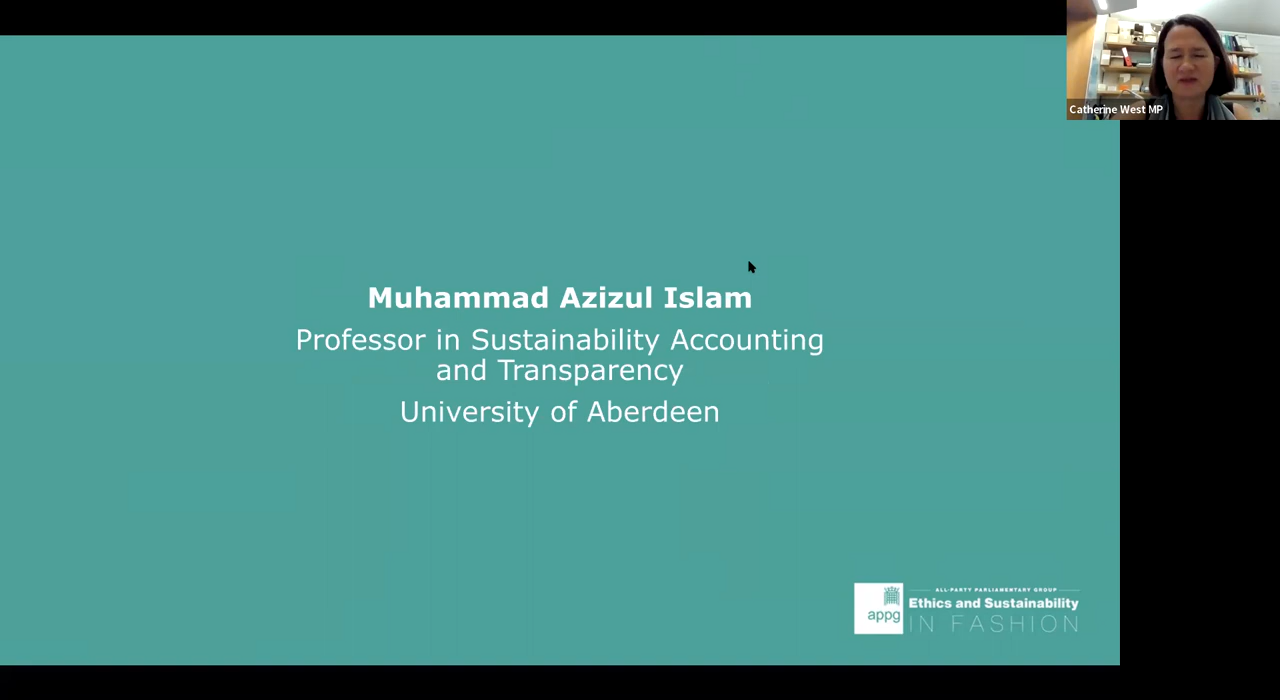 Catherine West MP
Muhammad Azizul Islam
Professor in Sustainability Accounting
and Transparency
University of Aberdeen
appg
ALL-PARTY PARLIAMENTARY GROUP
Ethics and Sustainability
IN FASHION